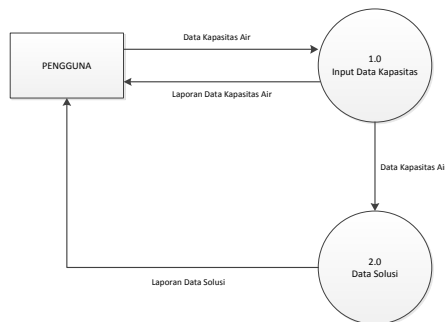 Data Kapasitas Air
PENGGUNA
1.0
Input Data Kapasitas
Laporan Data Kapasitas Air
Data Kapasitas Ai
2.0
Data Solusi
Laporan Data Solusi